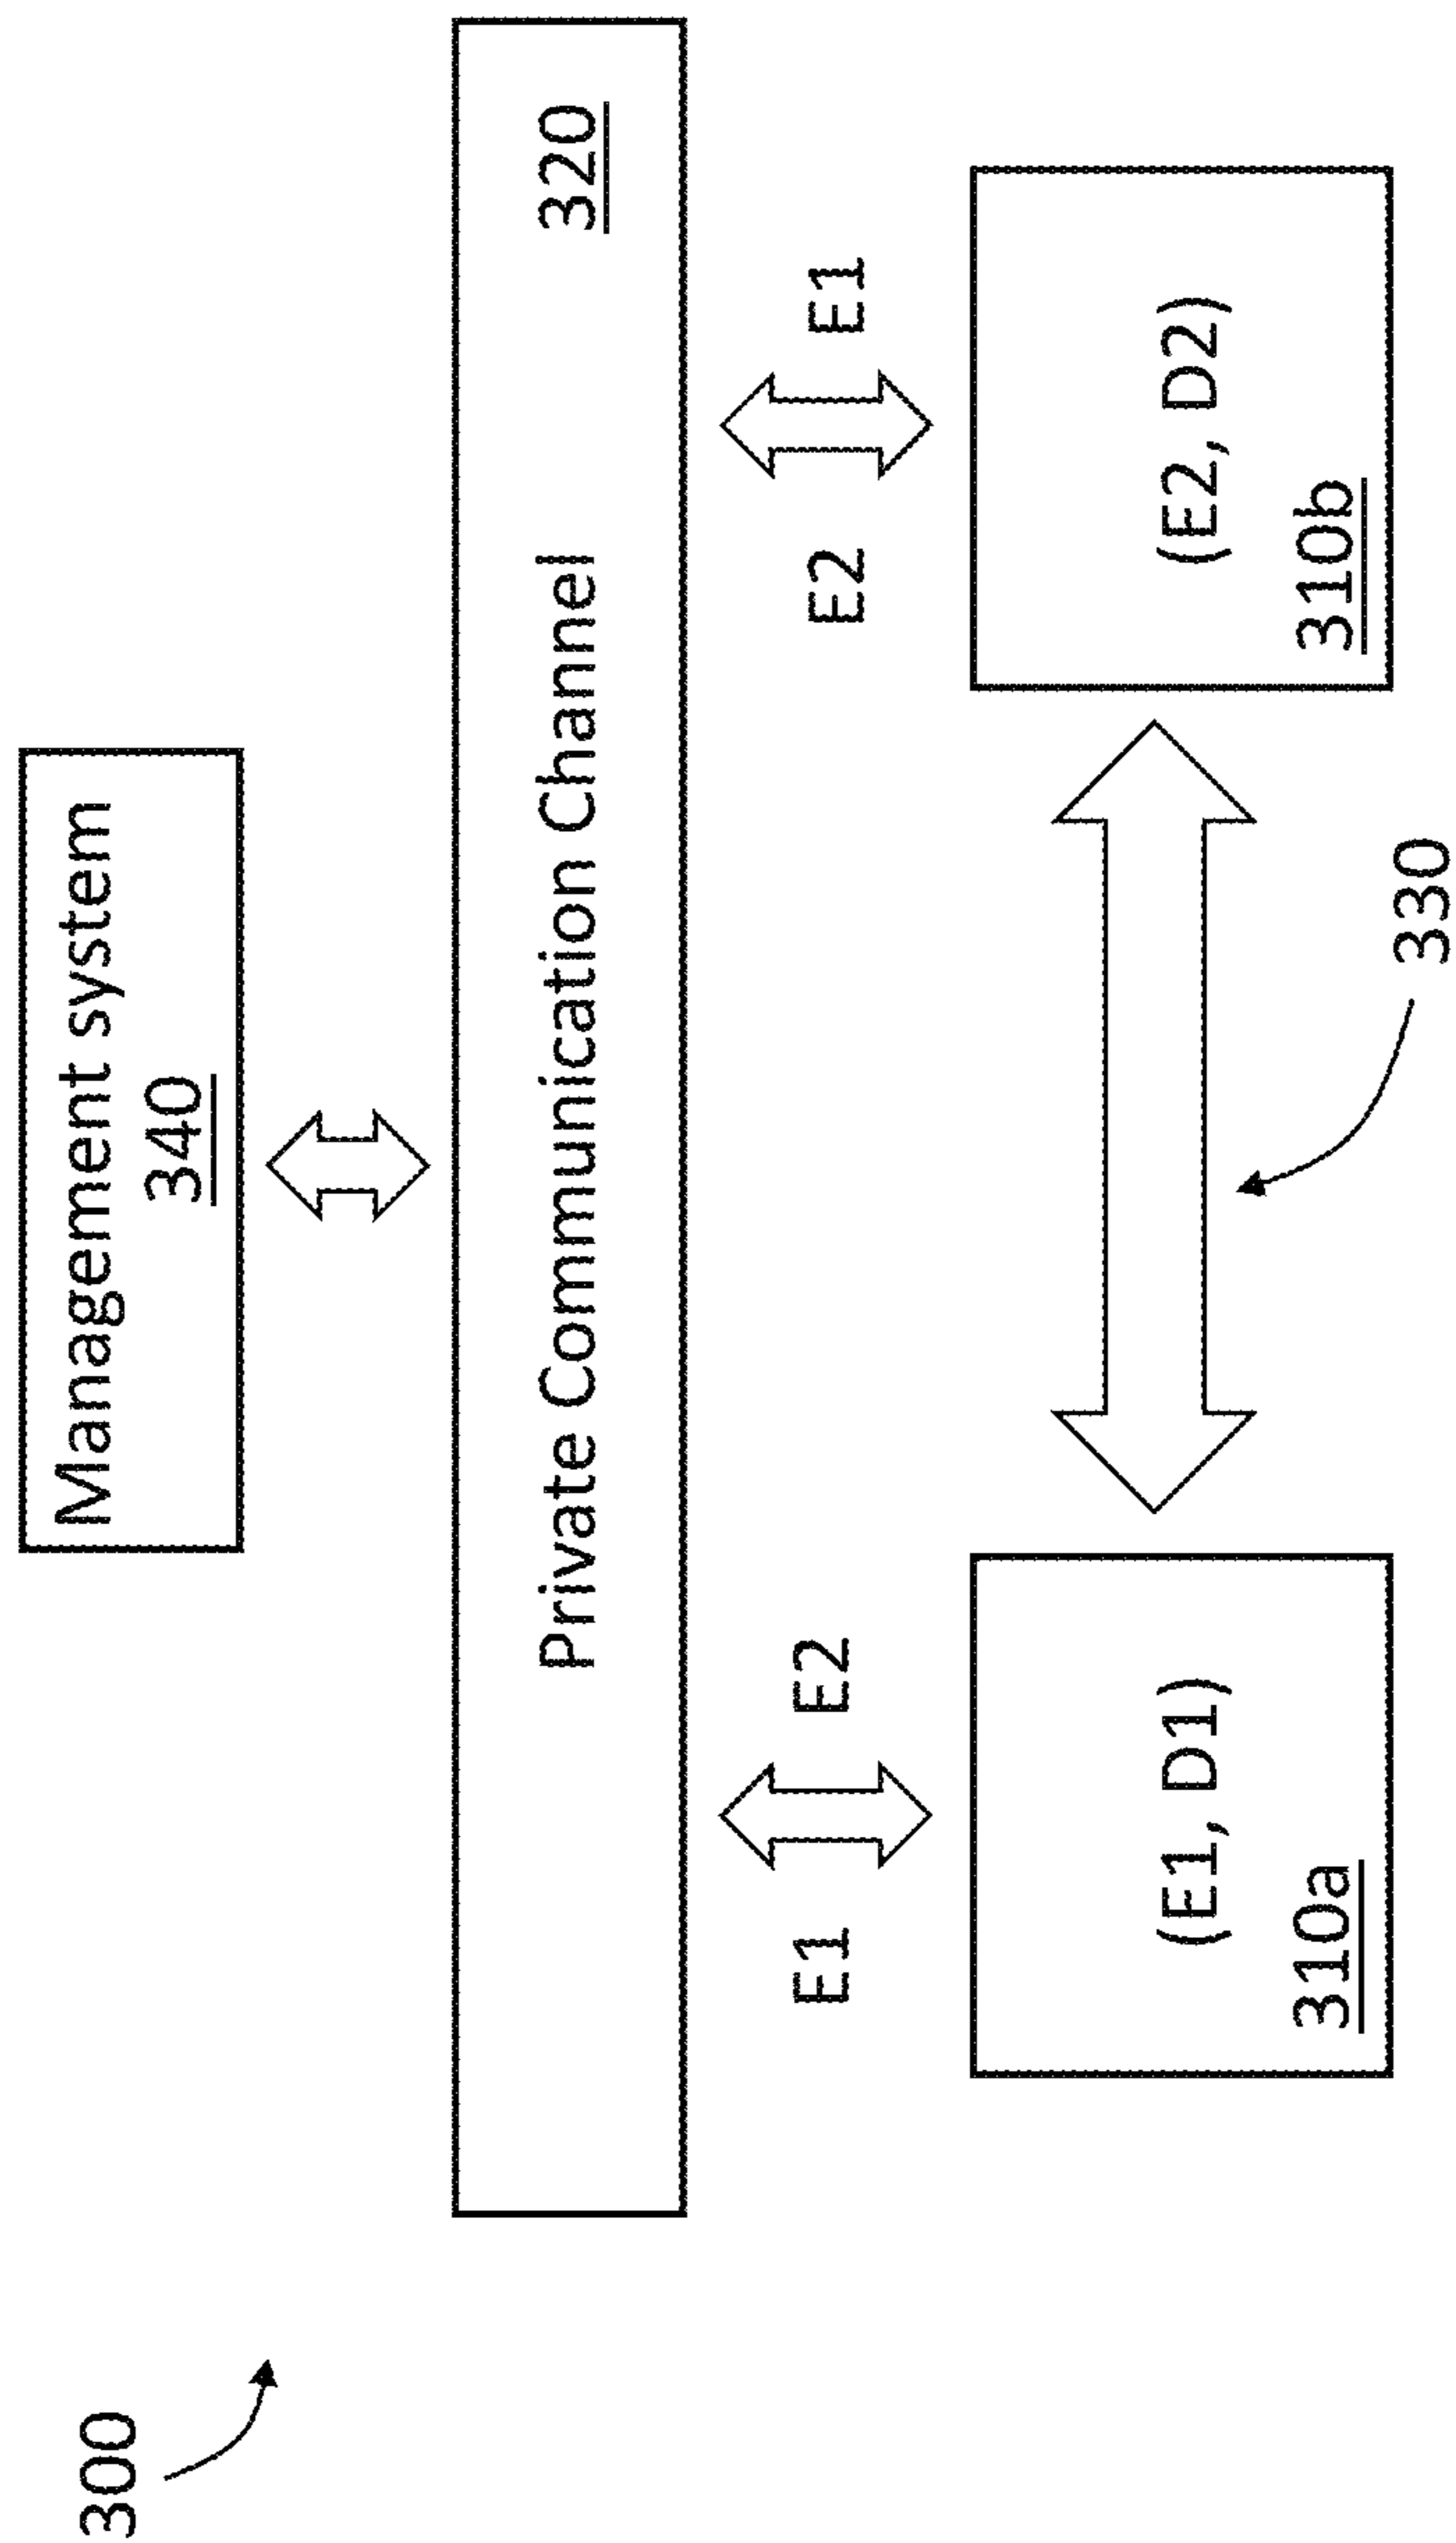 300
Management system
340
Private Communication Channel
320
E1
E2
E2
E1
(E1, D1)
310a
(E2, D2)
310b
330